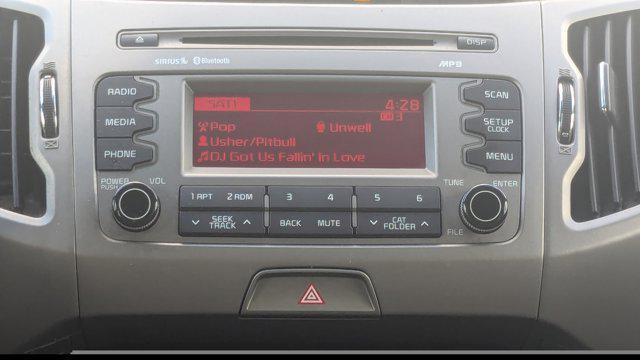 DISP
SIRIUS Bluetooth MP3
RADIO SAT1 4:28 SCAN
CH 3
MEDIA Pop Unwell SETUP
CLOCK
Usher/Pitbull
PHONE DJ Got Us Fallin' In Love MENU
POWER PUSH VOL TUNE ENTER
1 RPT 2 RDM 3 4 5 6
SEEK TRACK BACK MUTE CAT FOLDER
FILE